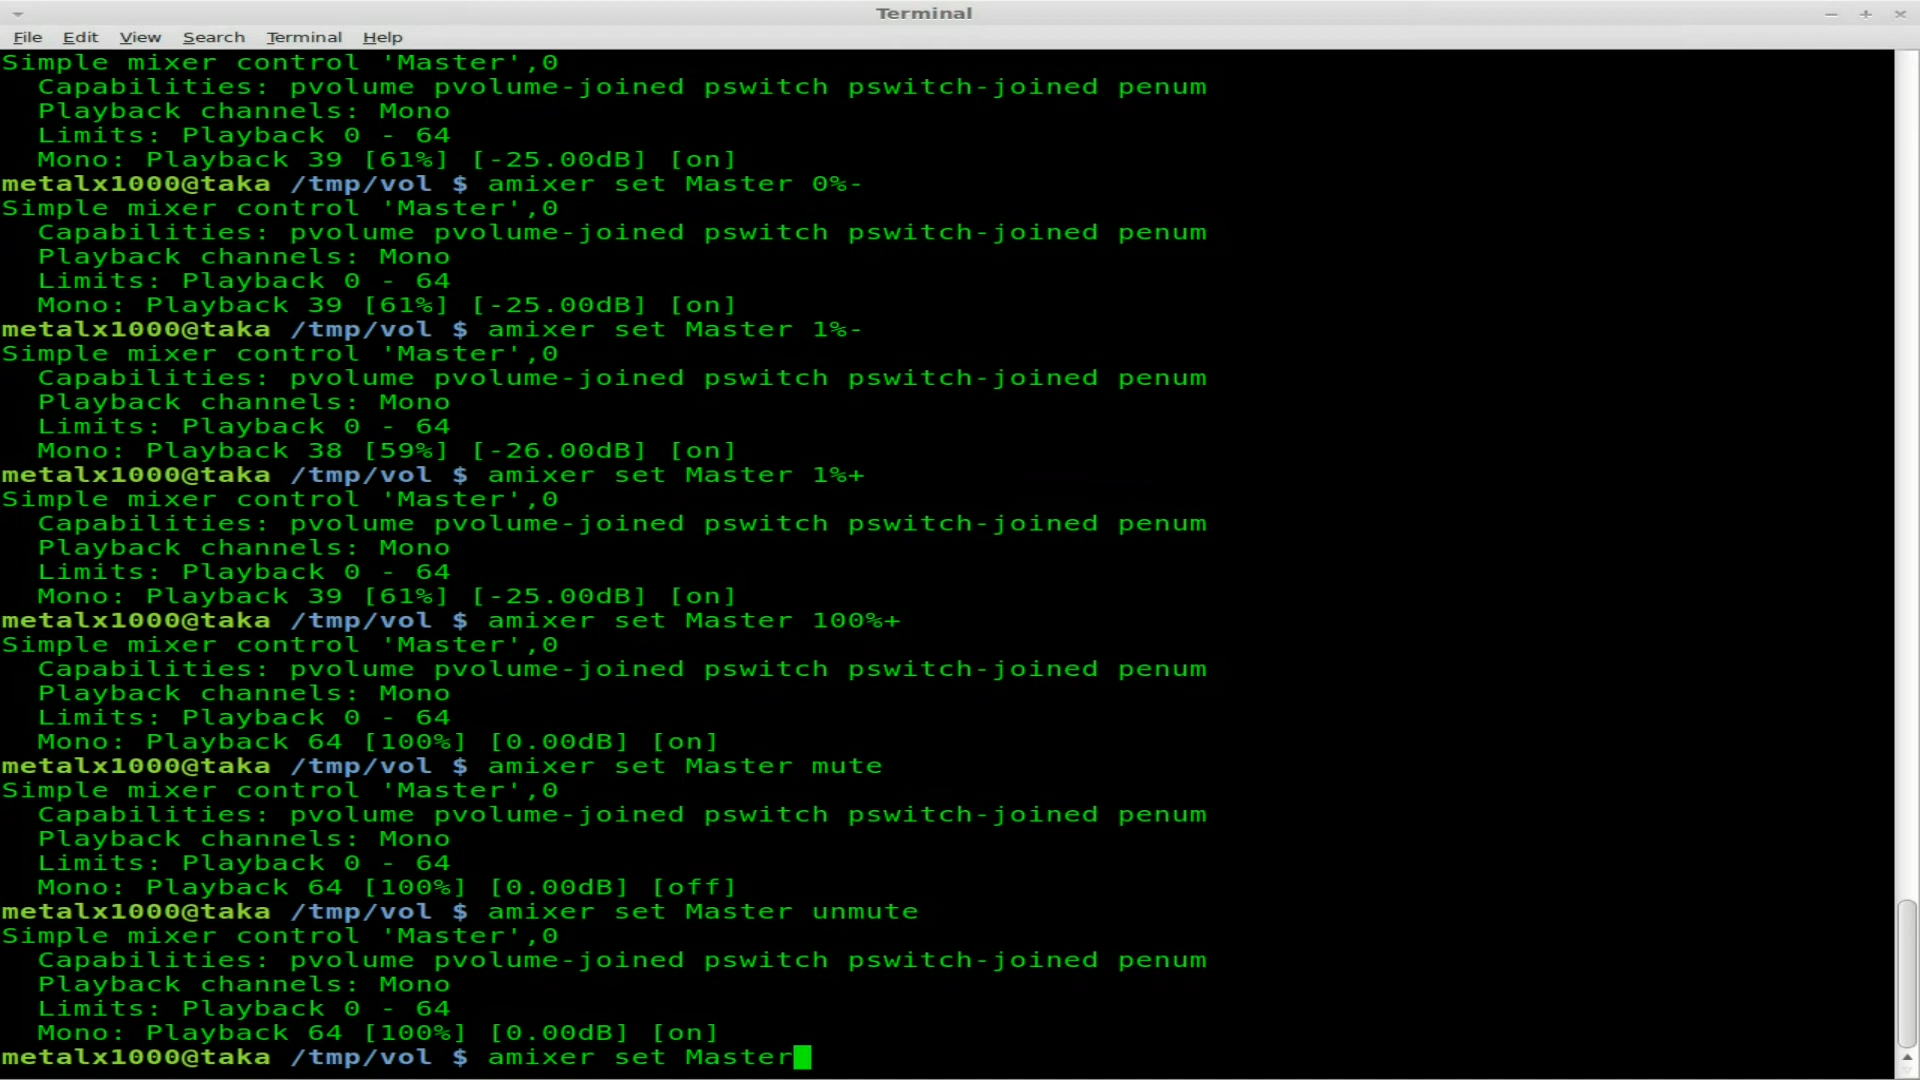 Terminal
File Edit View Search Terminal Help
Simple mixer control 'Master',0
  Capabilities: pvolume pvolume-joined pswitch pswitch-joined penum
  Playback channels: Mono
  Limits: Playback 0 - 64
  Mono: Playback 39 [61%] [-25.00dB] [on]
metalx1000@taka /tmp/vol $ amixer set Master 0%-
Simple mixer control 'Master',0
  Capabilities: pvolume pvolume-joined pswitch pswitch-joined penum
  Playback channels: Mono
  Limits: Playback 0 - 64
  Mono: Playback 39 [61%] [-25.00dB] [on]
metalx1000@taka /tmp/vol $ amixer set Master 1%-
Simple mixer control 'Master',0
  Capabilities: pvolume pvolume-joined pswitch pswitch-joined penum
  Playback channels: Mono
  Limits: Playback 0 - 64
  Mono: Playback 38 [59%] [-26.00dB] [on]
metalx1000@taka /tmp/vol $ amixer set Master 1%+
Simple mixer control 'Master',0
  Capabilities: pvolume pvolume-joined pswitch pswitch-joined penum
  Playback channels: Mono
  Limits: Playback 0 - 64
  Mono: Playback 39 [61%] [-25.00dB] [on]
metalx1000@taka /tmp/vol $ amixer set Master 100%+
Simple mixer control 'Master',0
  Capabilities: pvolume pvolume-joined pswitch pswitch-joined penum
  Playback channels: Mono
  Limits: Playback 0 - 64
  Mono: Playback 64 [100%] [0.00dB] [on]
metalx1000@taka /tmp/vol $ amixer set Master mute
Simple mixer control 'Master',0
  Capabilities: pvolume pvolume-joined pswitch pswitch-joined penum
  Playback channels: Mono
  Limits: Playback 0 - 64
  Mono: Playback 64 [100%] [0.00dB] [off]
metalx1000@taka /tmp/vol $ amixer set Master unmute
Simple mixer control 'Master',0
  Capabilities: pvolume pvolume-joined pswitch pswitch-joined penum
  Playback channels: Mono
  Limits: Playback 0 - 64
  Mono: Playback 64 [100%] [0.00dB] [on]
metalx1000@taka /tmp/vol $ amixer set Master